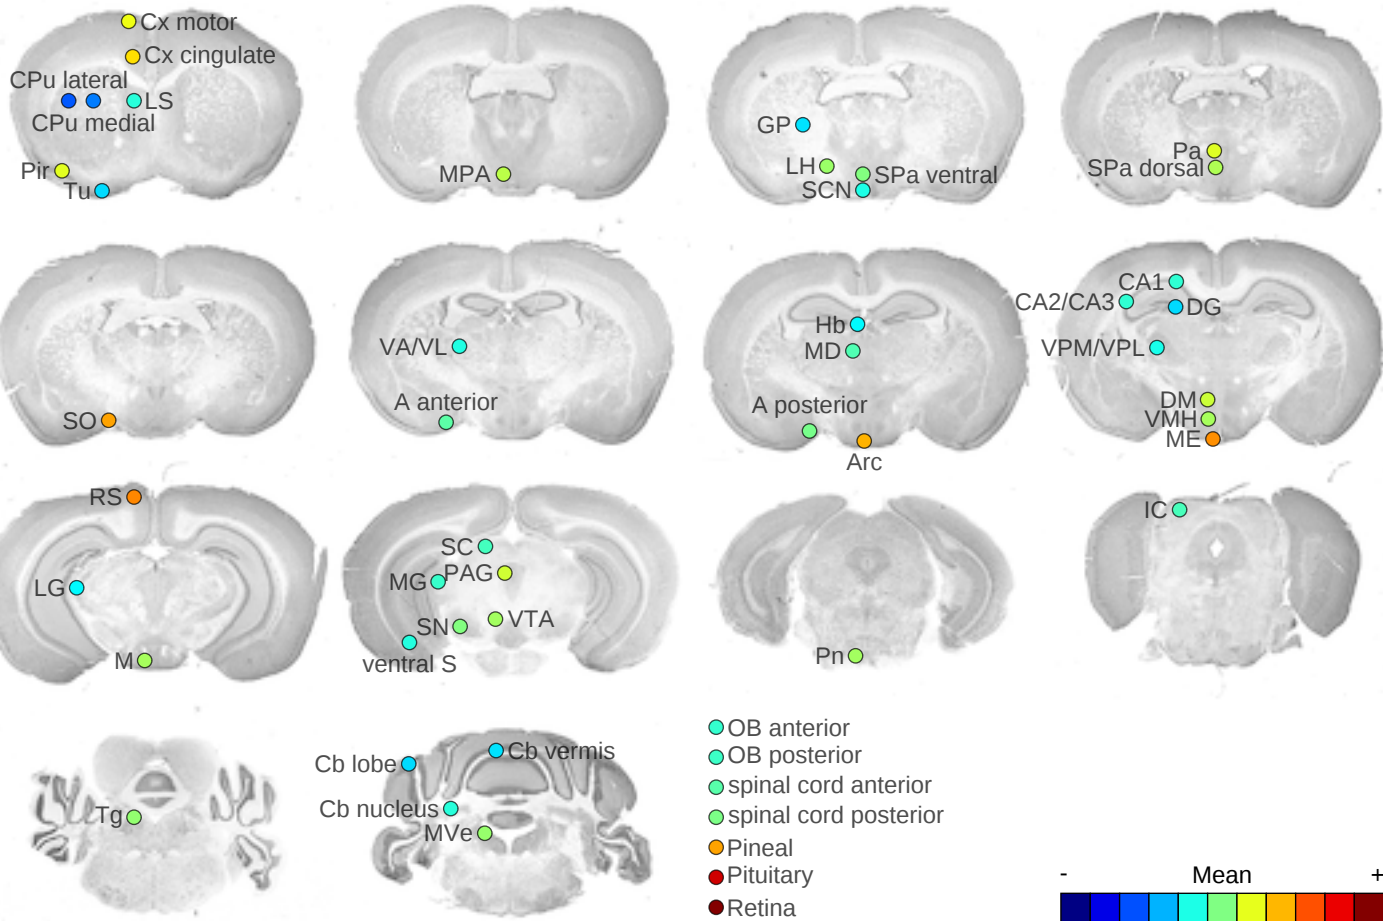 Cx motor
Cx cingulate
CPu lateral
LS
CPu medial
Pir
Tu
MPA
GP
LH
SPa ventral
SCN
Pa
SPa dorsal
SO
VA/VL
A anterior
Hb
MD
A posterior
Arc
CA1
CA2/CA3
DG
VPM/VPL
DM
VMH
ME
RS
LG
M
SC
MG
PAG
SN
VTA
ventral S
Pn
IC
Tg
Cb lobe
Cb vermis
Cb nucleus
MVe
OB anterior
OB posterior
spinal cord anterior
spinal cord posterior
Pineal
Pituitary
Retina
- Mean +